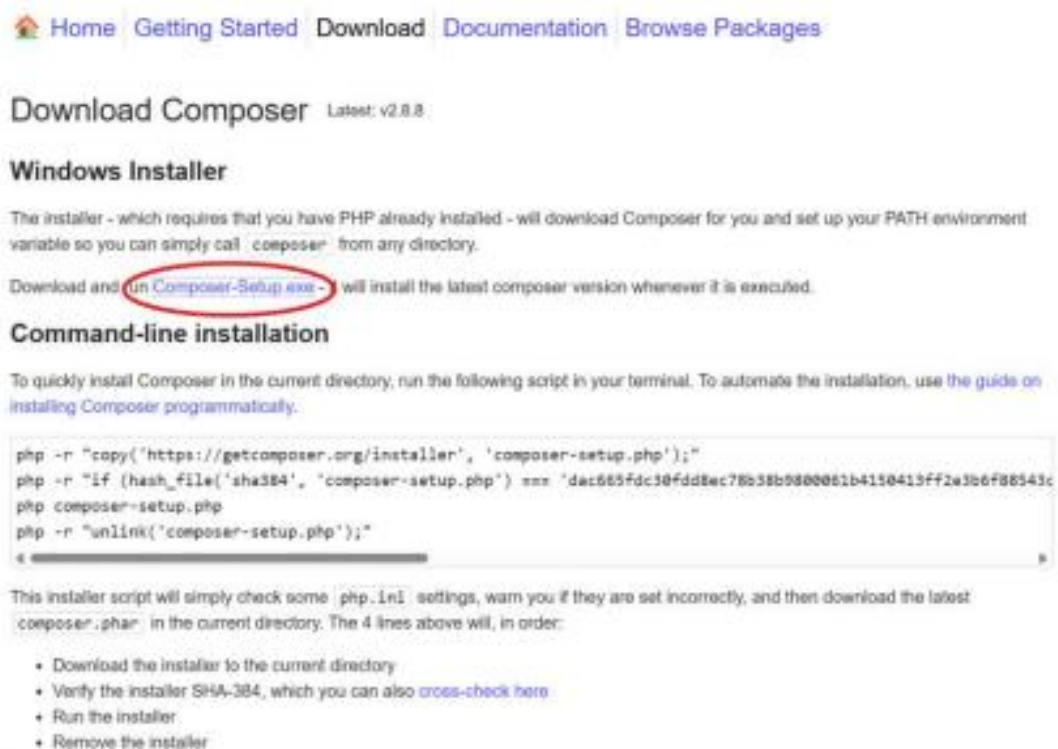 Home Getting Started Download Documentation Browse Packages
Download Composer Latest: v2.8.8
Windows Installer
The installer - which requires that you have PHP already installed - will download Composer for you and set up your PATH environment
variable so you can simply call composer from any directory.
Download and run Composer-Setup.exe - it will install the latest composer version whenever it is executed.
Command-line installation
To quickly install Composer in the current directory, run the following script in your terminal. To automate the installation, use the guide on
installing Composer programmatically.
php -r "copy('https://getcomposer.org/installer', 'composer-setup.php');"
php -r "if (hash_file('sha384', 'composer-setup.php') === 'dac665fdc30fdd8ec78b38b9800061b4150413ff2e3b6f88543c
php composer-setup.php
php -r "unlink('composer-setup.php');"
This installer script will simply check some php.ini settings, warn you if they are set incorrectly, and then download the latest
composer.phar in the current directory. The 4 lines above will, in order:
• Download the installer to the current directory
• Verify the installer SHA-384, which you can also cross-check here
• Run the installer
• Remove the installer